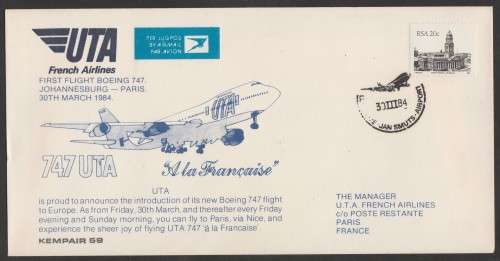 UTA
French Airlines
FIRST FLIGHT BOEING 747.
JOHANNESBURG — PARIS.
30TH MARCH 1984.
PER LUGPOS
BY AIRMAIL
PAR AVION
RSA 20c
30 III 84
JAN SMUTS AIRPORT
UTA
747 UTA
"A la Française"
UTA
is proud to announce the introduction of its new Boeing 747 flight
to Europe. As from Friday, 30th March, and thereafter every Friday
evening and Sunday morning, you can fly to Paris, via Nice, and
experience the sheer joy of flying UTA 747 'à la Francaise'.
KEMPAIR 59
THE MANAGER
U.T.A. FRENCH AIRLINES
c/o POSTE RESTANTE
PARIS
FRANCE